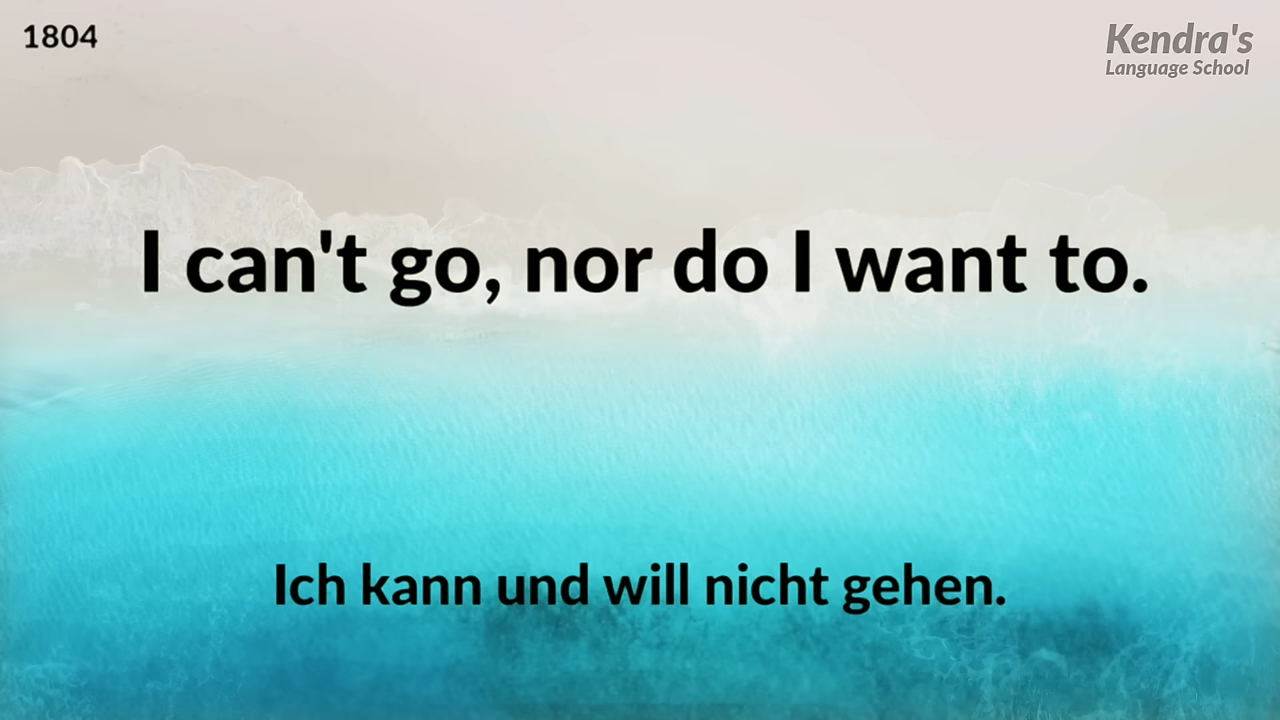 1804
Kendra's
Language School
I can't go, nor do I want to.
Ich kann und will nicht gehen.